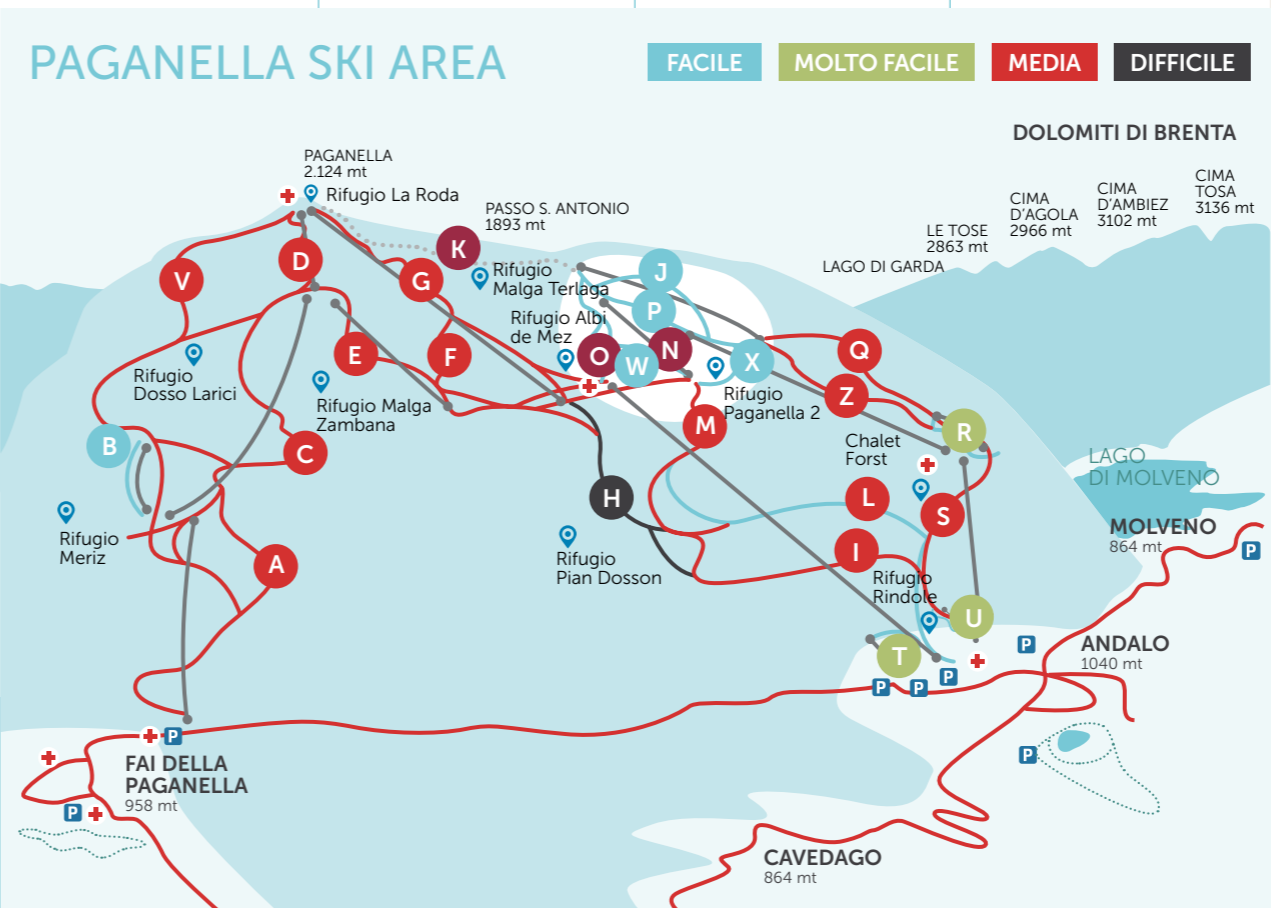 PAGANELLA SKI AREA
FACILE
MOLTO FACILE
MEDIA
DIFFICILE
DOLOMITI DI BRENTA
PAGANELLA
2.124 mt
Rifugio La Roda
PASSO S. ANTONIO
1893 mt
CIMA
TOSA
3136 mt
CIMA
D'AMBIEZ
3102 mt
CIMA
D'AGOLA
2966 mt
LE TOSE
2863 mt
LAGO DI GARDA
K
D
V
G
J
P
Rifugio
Malga Terlaga
Rifugio Albi
de Mez
E
F
O
W
N
X
Q
Z
Rifugio
Dosso Larici
Rifugio Malga
Zambana
Rifugio
Paganella 2
M
R
B
C
Chalet
Forst
LAGO
DI MOLVENO
H
L
S
Rifugio
Meriz
A
Rifugio
Pian Dosson
I
Rifugio
Rindole
MOLVENO
864 mt
P
U
T
P
ANDALO
1040 mt
P
P
P
P
P
FAI DELLA
PAGANELLA
958 mt
P
CAVEDAGO
864 mt